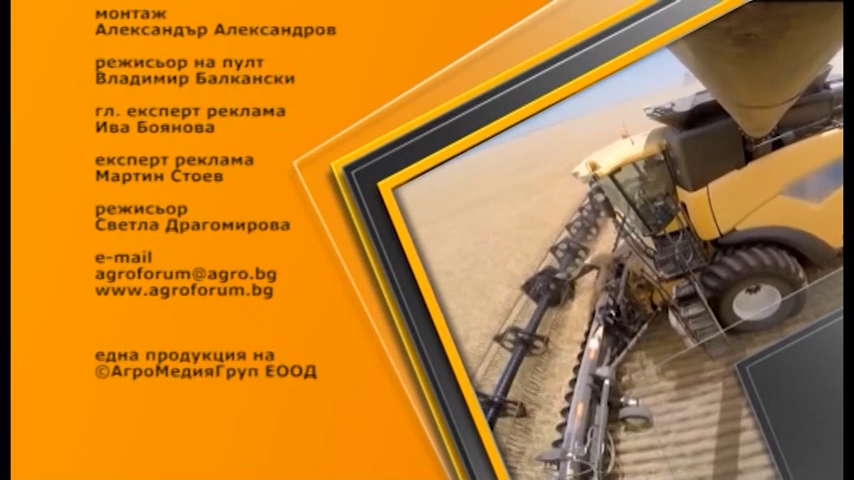 монтаж
Александър Александров
режисьор на пулт
Владимир Балкански
гл. експерт реклама
Ива Боянова
експерт реклама
Мартин Стоев
режисьор
Светла Драгомирова
e-mail
agroforum@agro.bg
www.agroforum.bg
една продукция на
©АгроМедияГруп ЕООД